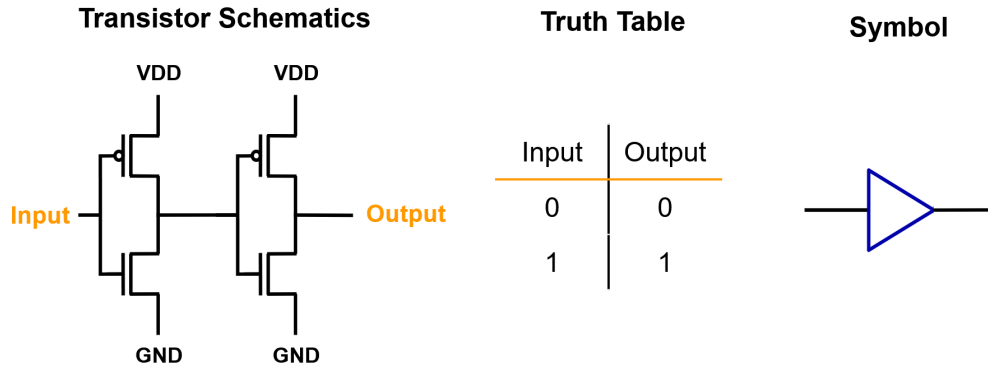 Transistor Schematics
VDD
VDD
Input
Output
GND
GND
Truth Table
Input Output
0 0
1 1
Symbol